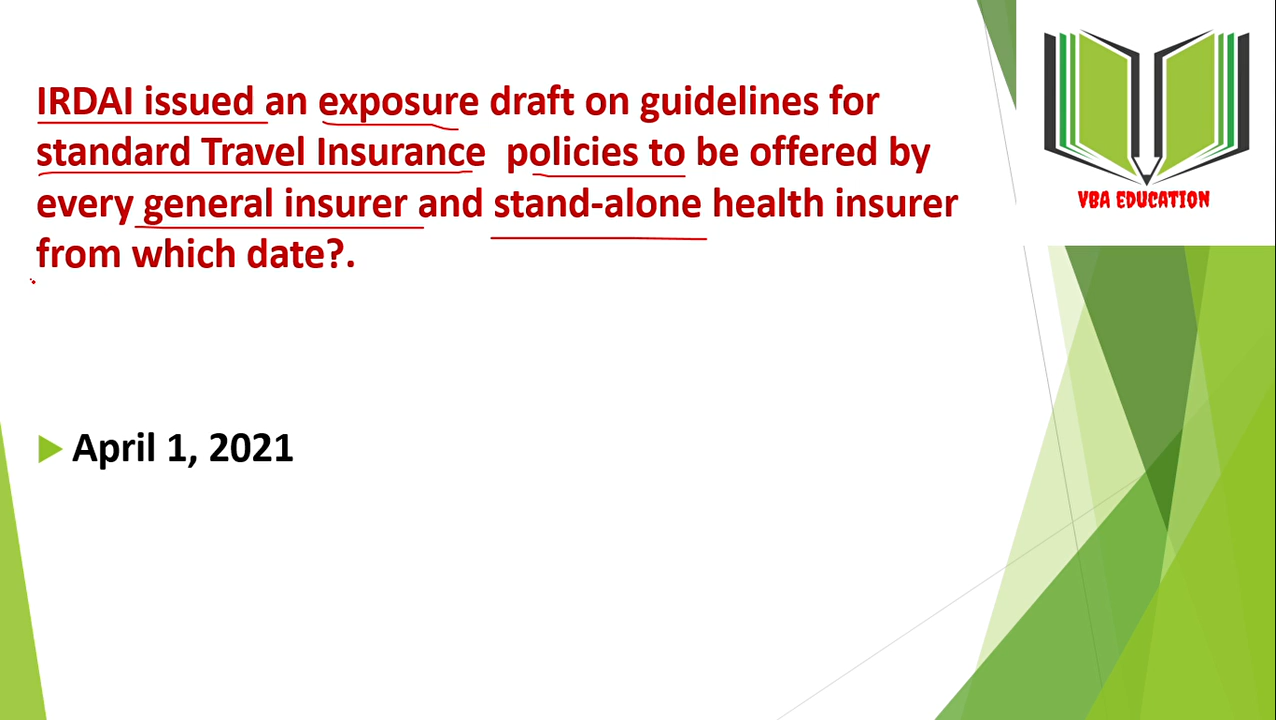 IRDAI issued an exposure draft on guidelines for
standard Travel Insurance policies to be offered by
every general insurer and stand-alone health insurer
from which date?.
VBA EDUCATION
April 1, 2021